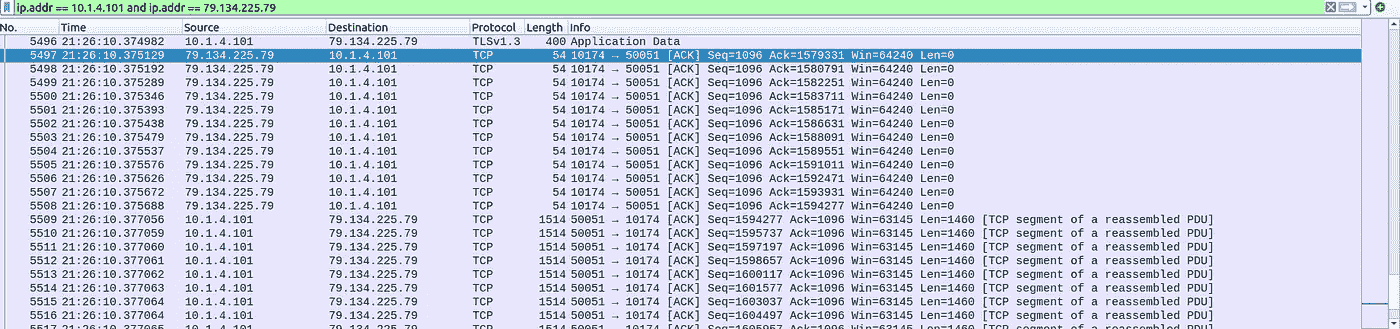 ip.addr == 10.1.4.101 and ip.addr == 79.134.225.79
No. Time Source Destination Protocol Length Info
5496 21:26:10.374982 10.1.4.101 79.134.225.79 TLSv1.3 400 Application Data
5497 21:26:10.375129 79.134.225.79 10.1.4.101 TCP 54 10174 → 50051 [ACK] Seq=1096 Ack=1579331 Win=64240 Len=0
5498 21:26:10.375192 79.134.225.79 10.1.4.101 TCP 54 10174 → 50051 [ACK] Seq=1096 Ack=1580791 Win=64240 Len=0
5499 21:26:10.375289 79.134.225.79 10.1.4.101 TCP 54 10174 → 50051 [ACK] Seq=1096 Ack=1582251 Win=64240 Len=0
5500 21:26:10.375346 79.134.225.79 10.1.4.101 TCP 54 10174 → 50051 [ACK] Seq=1096 Ack=1583711 Win=64240 Len=0
5501 21:26:10.375393 79.134.225.79 10.1.4.101 TCP 54 10174 → 50051 [ACK] Seq=1096 Ack=1585171 Win=64240 Len=0
5502 21:26:10.375438 79.134.225.79 10.1.4.101 TCP 54 10174 → 50051 [ACK] Seq=1096 Ack=1586631 Win=64240 Len=0
5503 21:26:10.375479 79.134.225.79 10.1.4.101 TCP 54 10174 → 50051 [ACK] Seq=1096 Ack=1588091 Win=64240 Len=0
5504 21:26:10.375537 79.134.225.79 10.1.4.101 TCP 54 10174 → 50051 [ACK] Seq=1096 Ack=1589551 Win=64240 Len=0
5505 21:26:10.375576 79.134.225.79 10.1.4.101 TCP 54 10174 → 50051 [ACK] Seq=1096 Ack=1591011 Win=64240 Len=0
5506 21:26:10.375626 79.134.225.79 10.1.4.101 TCP 54 10174 → 50051 [ACK] Seq=1096 Ack=1592471 Win=64240 Len=0
5507 21:26:10.375672 79.134.225.79 10.1.4.101 TCP 54 10174 → 50051 [ACK] Seq=1096 Ack=1593931 Win=64240 Len=0
5508 21:26:10.375688 79.134.225.79 10.1.4.101 TCP 54 10174 → 50051 [ACK] Seq=1096 Ack=1594277 Win=64240 Len=0
5509 21:26:10.377056 10.1.4.101 79.134.225.79 TCP 1514 50051 → 10174 [ACK] Seq=1594277 Ack=1096 Win=63145 Len=1460 [TCP segment of a reassembled PDU]
5510 21:26:10.377059 10.1.4.101 79.134.225.79 TCP 1514 50051 → 10174 [ACK] Seq=1595737 Ack=1096 Win=63145 Len=1460 [TCP segment of a reassembled PDU]
5511 21:26:10.377060 10.1.4.101 79.134.225.79 TCP 1514 50051 → 10174 [ACK] Seq=1597197 Ack=1096 Win=63145 Len=1460 [TCP segment of a reassembled PDU]
5512 21:26:10.377061 10.1.4.101 79.134.225.79 TCP 1514 50051 → 10174 [ACK] Seq=1598657 Ack=1096 Win=63145 Len=1460 [TCP segment of a reassembled PDU]
5513 21:26:10.377062 10.1.4.101 79.134.225.79 TCP 1514 50051 → 10174 [ACK] Seq=1600117 Ack=1096 Win=63145 Len=1460 [TCP segment of a reassembled PDU]
5514 21:26:10.377063 10.1.4.101 79.134.225.79 TCP 1514 50051 → 10174 [ACK] Seq=1601577 Ack=1096 Win=63145 Len=1460 [TCP segment of a reassembled PDU]
5515 21:26:10.377064 10.1.4.101 79.134.225.79 TCP 1514 50051 → 10174 [ACK] Seq=1603037 Ack=1096 Win=63145 Len=1460 [TCP segment of a reassembled PDU]
5516 21:26:10.377064 10.1.4.101 79.134.225.79 TCP 1514 50051 → 10174 [ACK] Seq=1604497 Ack=1096 Win=63145 Len=1460 [TCP segment of a reassembled PDU]
5517 21:26:10.377065 10.1.4.101 79.134.225.79 TCP 1514 50051 → 10174 [ACK] Seq=1605957 Ack=1096 Win=63145 Len=1460 [TCP segment of a reassembled PDU]